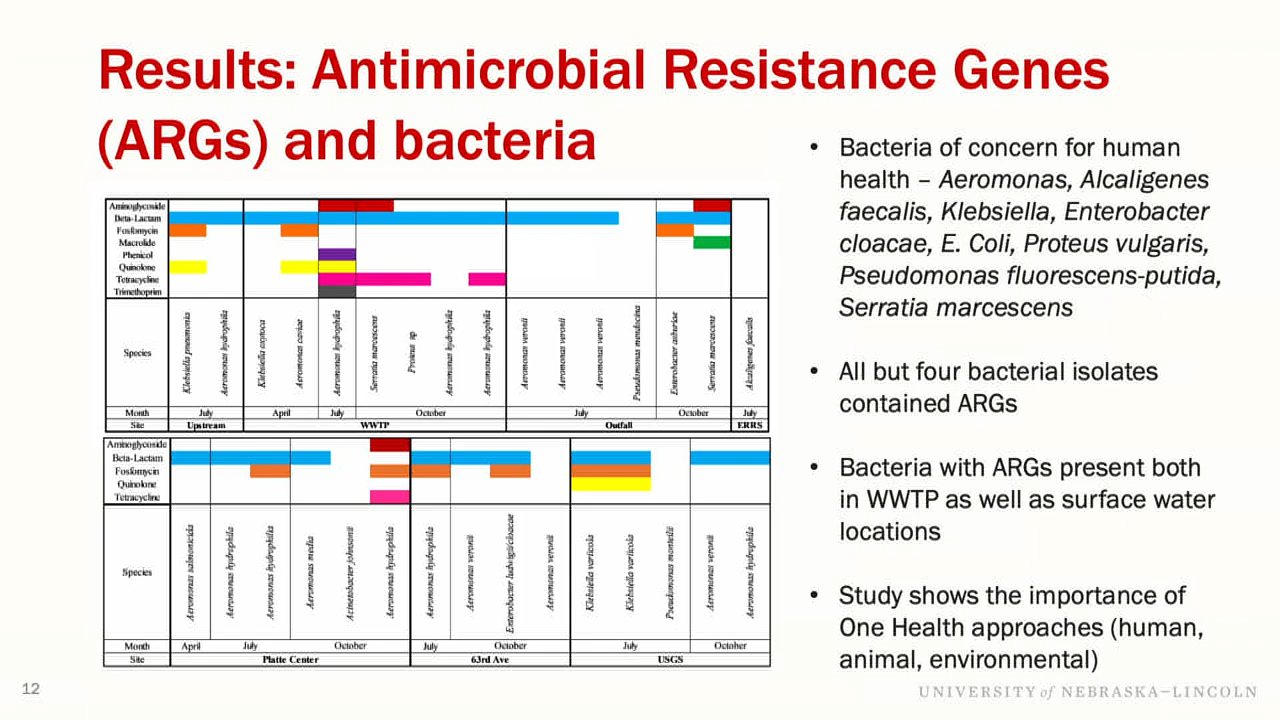 Results: Antimicrobial Resistance Genes
(ARGs) and bacteria
Aminoglycoside
Beta-Lactam
Fosfomycin
Macrolide
Phenicol
Quinolone
Tetracycline
Trimethoprim
Species
Klebsiella pneumonia
Aeromonas hydrophila
Klebsiella oxytoca
Aeromonas caviae
Aeromonas hydrophila
Serratia marcescens
Proteus sp
Aeromonas hydrophila
Aeromonas hydrophila
Aeromonas veronii
Aeromonas veronii
Aeromonas veronii
Pseudomonas mendocina
Enterobacter asburiae
Serratia marcescens
Alcaligenes faecalis
Month July April July October July October July
Site Upstream WWTP Outfall ERRS
Aminoglycoside
Beta-Lactam
Fosfomycin
Quinolone
Tetracycline
Species
Aeromonas salmonicida
Aeromonas hydrophila
Aeromonas hydrophilia
Aeromonas media
Acinetobacter johnsonii
Aeromonas hydrophila
Aeromonas hydrophila
Aeromonas veronii
Enterobacter ludwigii/cloacae
Aeromonas veronii
Klebsiella variicola
Klebsiella variicola
Pseudomonas monteilii
Aeromonas veronii
Aeromonas hydrophila
Month April July October July October July October
Site Platte Center 63rd Ave USGS
• Bacteria of concern for human
health – Aeromonas, Alcaligenes
faecalis, Klebsiella, Enterobacter
cloacae, E. Coli, Proteus vulgaris,
Pseudomonas fluorescens-putida,
Serratia marcescens
• All but four bacterial isolates
contained ARGs
• Bacteria with ARGs present both
in WWTP as well as surface water
locations
• Study shows the importance of
One Health approaches (human,
animal, environmental)
12
UNIVERSITY of NEBRASKA–LINCOLN